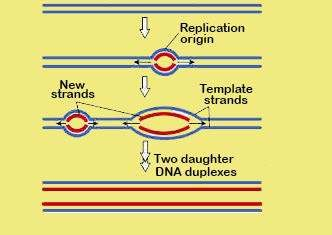 Replication
origin
New
strands
Template
strands
Two daughter
DNA duplexes